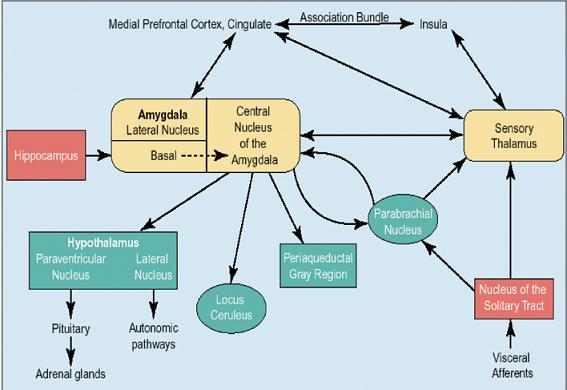 Medial Prefrontal Cortex, Cingulate
Association Bundle
Insula
Amygdala
Lateral Nucleus
Basal
Central
Nucleus
of the
Amygdala
Sensory
Thalamus
Hippocampus
Parabrachial
Nucleus
Hypothalamus
Paraventricular
Nucleus
Lateral
Nucleus
Periaqueductal
Gray Region
Locus
Ceruleus
Nucleus of the
Solitary Tract
Pituitary
Autonomic
pathways
Adrenal glands
Visceral
Afferents